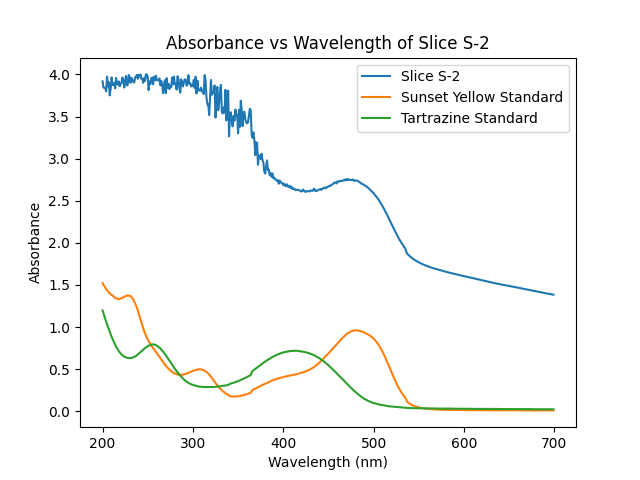 Absorbance vs Wavelength of Slice S-2
Slice S-2
Sunset Yellow Standard
Tartrazine Standard
4.0
3.5
3.0
2.5
2.0
1.5
1.0
0.5
0.0
Absorbance
200
300
400
500
600
700
Wavelength (nm)